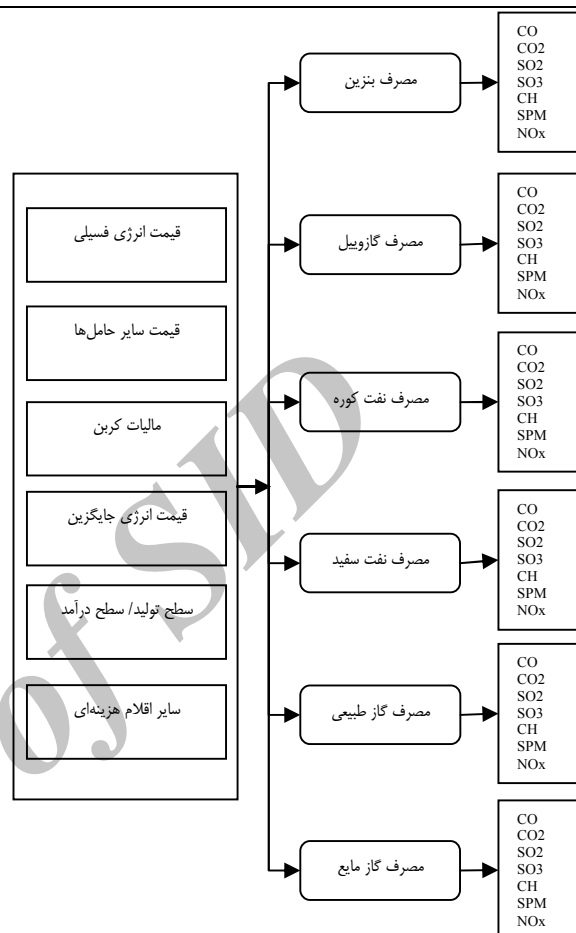 قیمت انرژی فسیلی
قیمت سایر حامل‌ها
مالیات کربن
قیمت انرژی جایگزین
سطح تولید/ سطح درآمد
سایر اقلام هزینه‌ای
مصرف بنزین
CO
CO2
SO2
SO3
CH
SPM
NOx
مصرف گازوییل
CO
CO2
SO2
SO3
CH
SPM
NOx
مصرف نفت کوره
CO
CO2
SO2
SO3
CH
SPM
NOx
مصرف نفت سفید
CO
CO2
SO2
SO3
CH
SPM
NOx
مصرف گاز طبیعی
CO
CO2
SO2
SO3
CH
SPM
NOx
مصرف گاز مایع
CO
CO2
SO2
SO3
CH
SPM
NOx
of SID